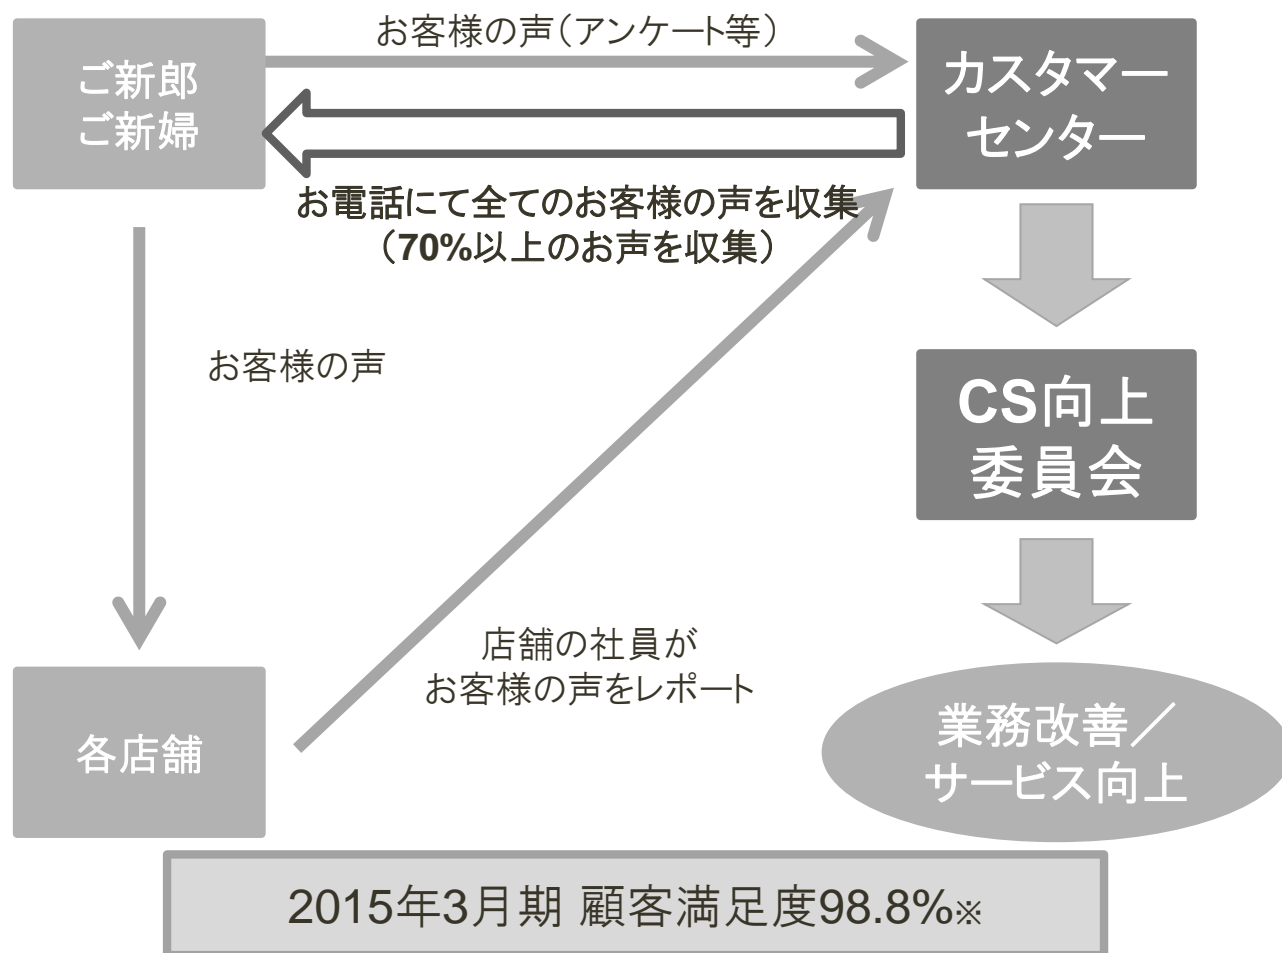 お客様の声（アンケート等）
ご新郎
ご新婦
カスタマー
センター
お電話にて全てのお客様の声を収集
（70%以上のお声を収集）
お客様の声
CS向上
委員会
店舗の社員が
お客様の声をレポート
各店舗
業務改善／
サービス向上
2015年3月期 顧客満足度98.8%※